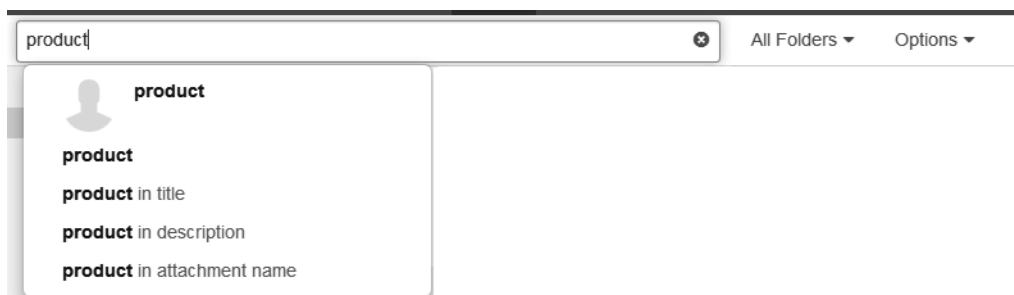 product All Folders Options
product
product
product in title
product in description
product in attachment name